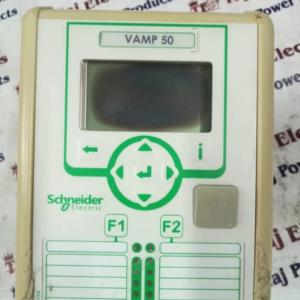 VAMP 50
i
Schneider
Electric
F1
F2